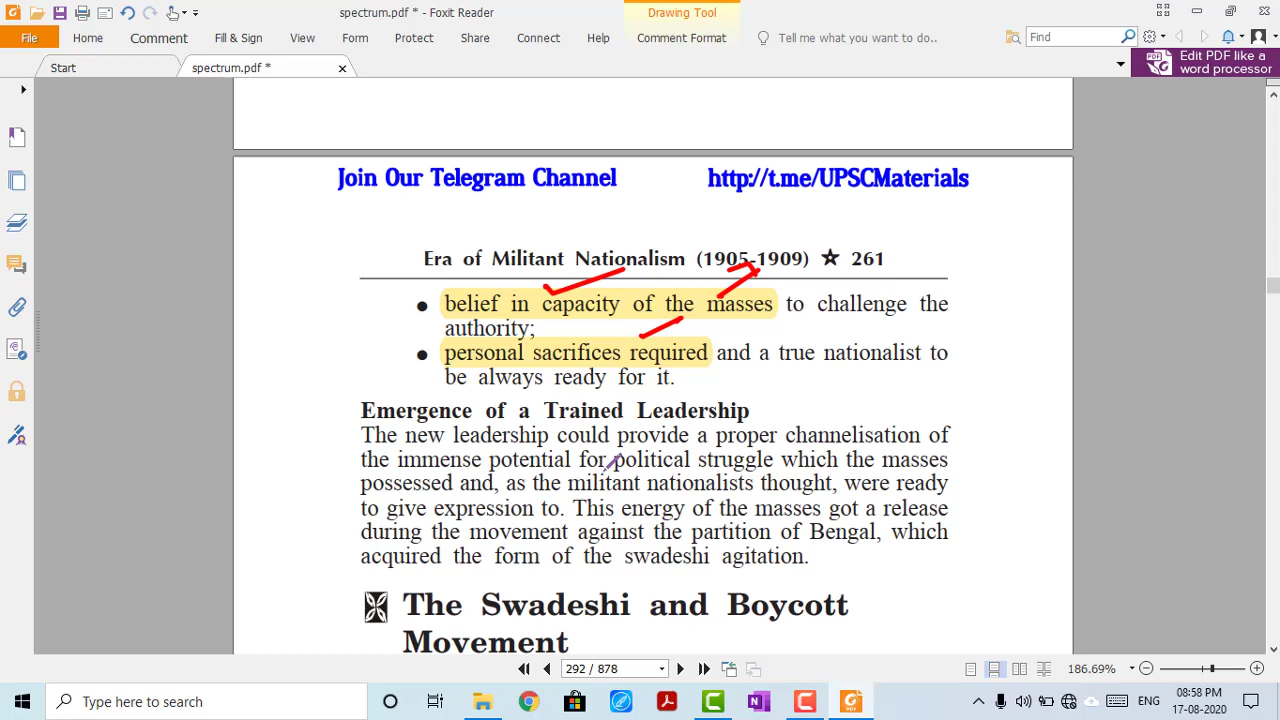 spectrum.pdf * - Foxit Reader
Drawing Tool
File
Home
Comment
Fill & Sign
View
Form
Protect
Share
Connect
Help
Comment Format
Tell me what you want to do..
Find
Start
spectrum.pdf *
Edit PDF like a
word processor
Join Our Telegram Channel
http://t.me/UPSCMaterials
Era of Militant Nationalism (1905-1909) ☆ 261
● belief in capacity of the masses to challenge the
authority;
● personal sacrifices required and a true nationalist to
be always ready for it.
Emergence of a Trained Leadership
The new leadership could provide a proper channelisation of
the immense potential for political struggle which the masses
possessed and, as the militant nationalists thought, were ready
to give expression to. This energy of the masses got a release
during the movement against the partition of Bengal, which
acquired the form of the swadeshi agitation.
The Swadeshi and Boycott
Movement
292 / 878
186.69%
Type here to search
ENG
08:58 PM
17-08-2020